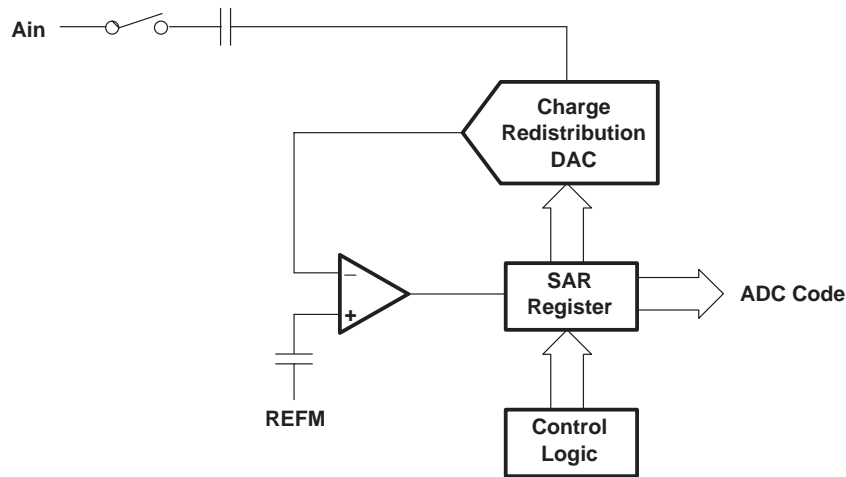 Ain
Charge
Redistribution
DAC
−
+
SAR
Register
ADC Code
REFM
Control
Logic